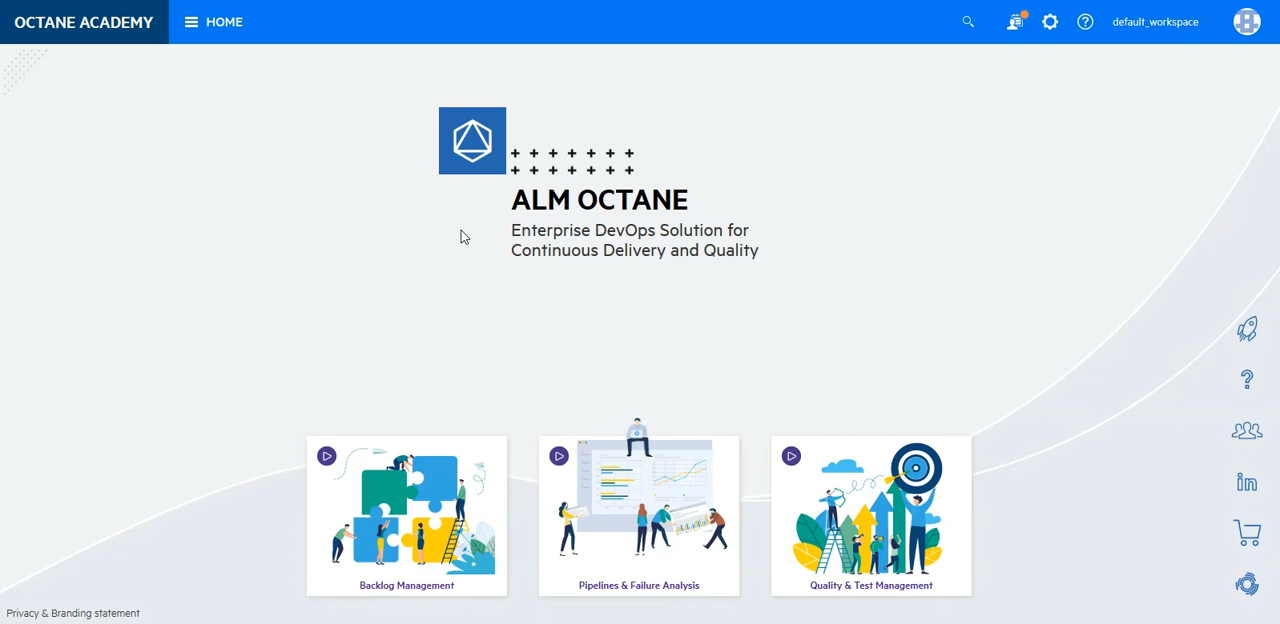 OCTANE ACADEMY
HOME
default_workspace
ALM OCTANE
Enterprise DevOps Solution for
Continuous Delivery and Quality
Backlog Management
Pipelines & Failure Analysis
Quality & Test Management
Privacy & Branding statement